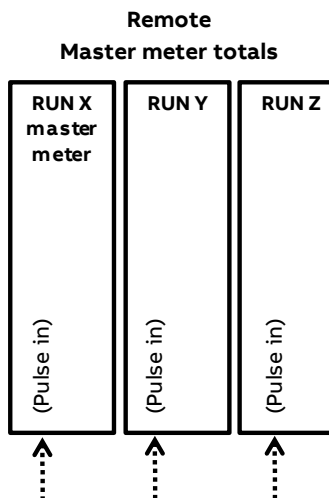 Remote
Master meter totals
RUN X
master
meter
RUN Y
RUN Z
(Pulse in)
(Pulse in)
(Pulse in)